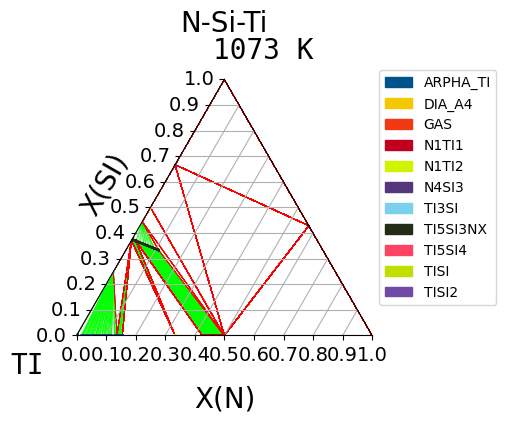 N-Si-Ti
1073 K
1.0
0.9
0.8
0.7
0.6
0.5
0.4
0.3
0.2
0.1
0.0
X(SI)
0.00.10.20.30.40.50.60.70.80.91.0
TI
X(N)
ARPHA_TI
DIA_A4
GAS
N1TI1
N1TI2
N4SI3
TI3SI
TI5SI3NX
TI5SI4
TISI
TISI2